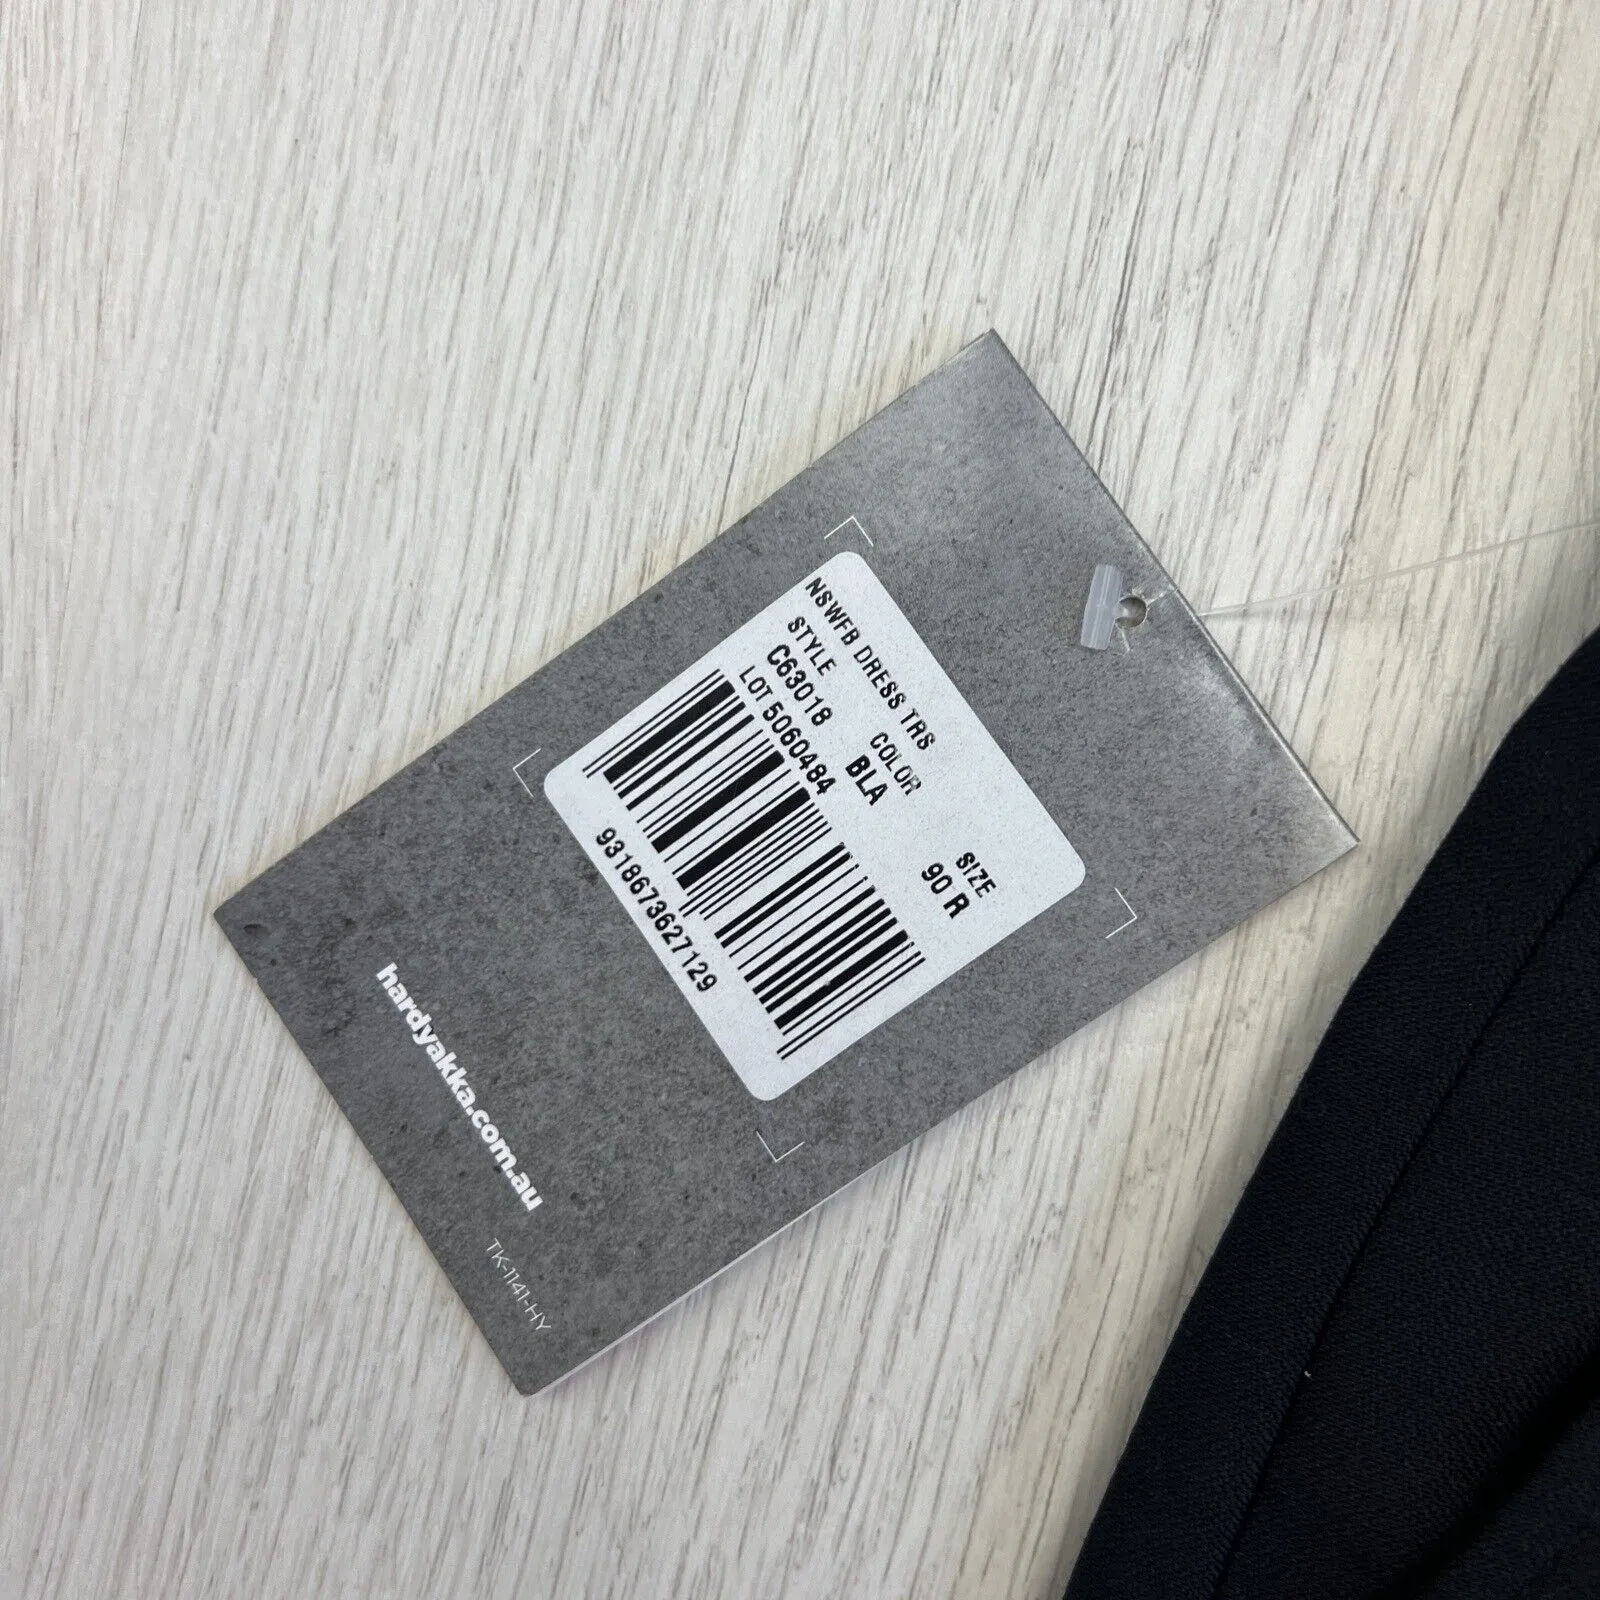 NSWFB DRESS TRS
STYLE COLOR SIZE
C63018 BLA 90 R
LOT 5060484
9318673627129
hardyakka.com.au
TK-1141-HY